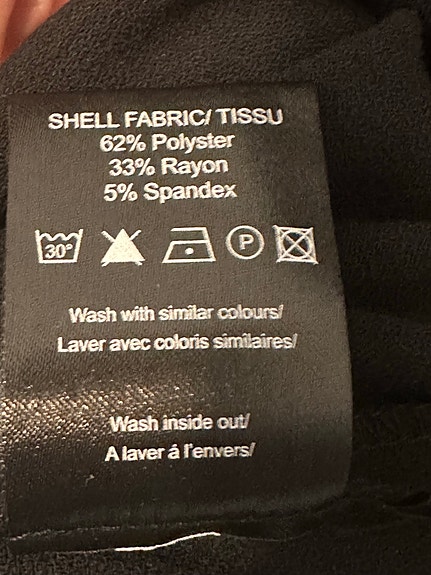 SHELL FABRIC/ TISSU
62% Polyster
33% Rayon
5% Spandex
30° P
Wash with similar colours/
Laver avec coloris similaires/
Wash inside out/
A laver á l'envers/